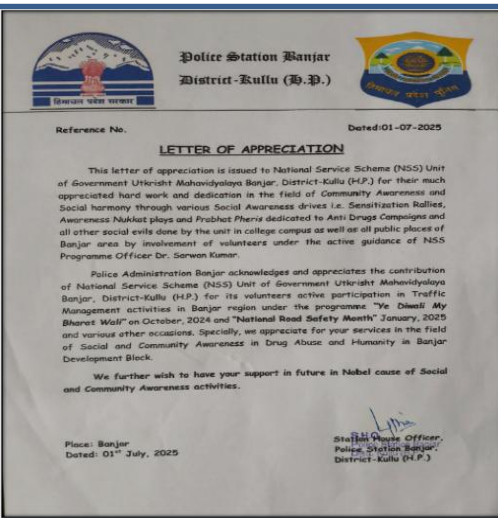 Police Station Banjar
District-Kullu (H.P.)
हिमाचल प्रदेश सरकार
हिमाचल प्रदेश पुलिस
Reference No. Dated:01-07-2025
LETTER OF APPRECIATION
This letter of appreciation is issued to National Service Scheme (NSS) Unit
of Government Utkrisht Mahavidyalaya Banjar, District-Kullu (H.P.) for their much
appreciated hard work and dedication in the field of Community Awareness and
Social harmony through various Social Awareness drives i.e. Sensitization Rallies,
Awareness Nukkat plays and Prabhat Pheris dedicated to Anti Drugs Campaigns and
all other social evils done by the unit in college campus as well as all public places of
Banjar area by involvement of volunteers under the active guidance of NSS
Programme Officer Dr. Sarwan Kumar.
Police Administration Banjar acknowledges and appreciates the contribution
of National Service Scheme (NSS) Unit of Government Utkrisht Mahavidyalaya
Banjar, District-Kullu (H.P.) for its volunteers active participation in Traffic
Management activities in Banjar region under the programme "Ye Diwali My
Bharat Wali" on October, 2024 and "National Road Safety Month" January, 2025
and various other occasions. Specially, we appreciate for your services in the field
of Social and Community Awareness in Drug Abuse and Humanity in Banjar
Development Block.
We further wish to have your support in future in Nobel cause of Social
and Community Awareness activities.
SHO
Place: Banjar Station House Officer,
Dated: 01st July, 2025 Police Station Banjar,
District-Kullu (H.P.)